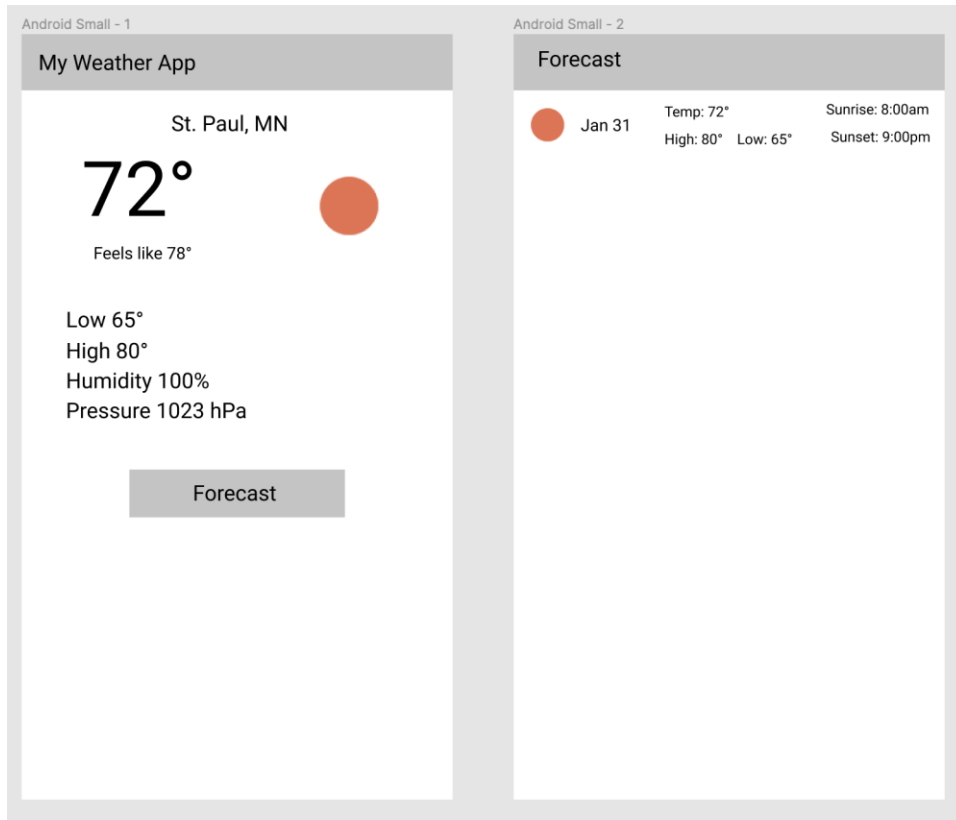 Android Small - 1
My Weather App
St. Paul, MN
72°
Feels like 78°
Low 65°
High 80°
Humidity 100%
Pressure 1023 hPa
Forecast
Android Small - 2
Forecast
Jan 31
Temp: 72°
High: 80° Low: 65°
Sunrise: 8:00am
Sunset: 9:00pm